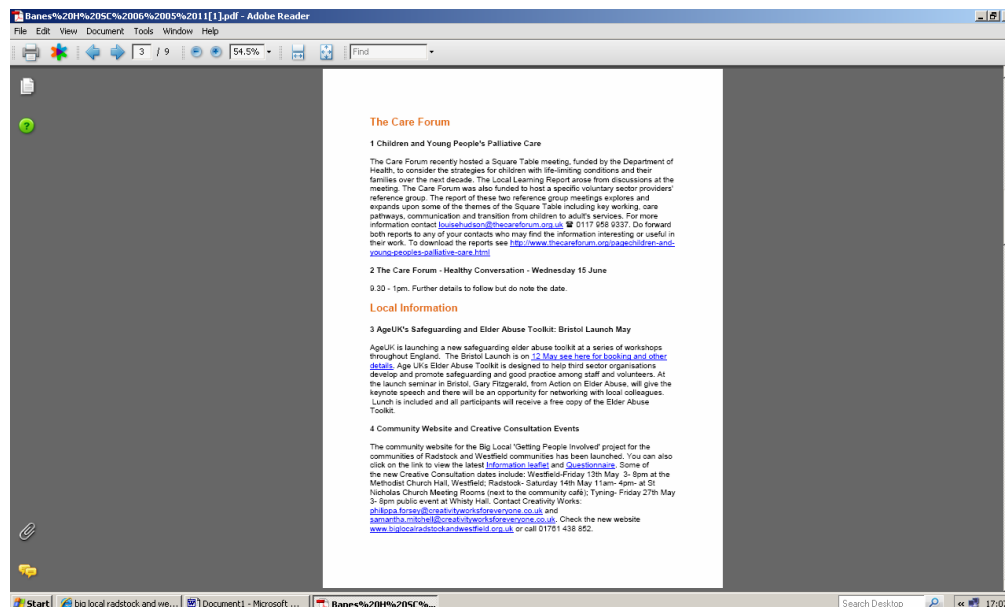 Banes%20H%20SC%2006%2005%2011[1].pdf - Adobe Reader
File Edit View Document Tools Window Help
3 / 9 54.5% Find
The Care Forum
1 Children and Young People's Palliative Care
The Care Forum recently hosted a Square Table meeting, funded by the Department of
Health, to consider the strategies for children with life-limiting conditions and their
families over the next decade. The Local Learning Report arose from discussions at the
meeting. The Care Forum was also funded to host a specific voluntary sector providers'
reference group. The report of these two reference group meetings explores and
expands upon some of the themes of the Square Table including key working, care
pathways, communication and transition from children to adult's services. For more
information contact louisehudson@thecareforum.org.uk ☎ 0117 958 9337. Do forward
both reports to any of your contacts who may find the information interesting or useful in
their work. To download the reports see http://www.thecareforum.org/pagechildren-and-
young-peoples-palliative-care.html
2 The Care Forum - Healthy Conversation - Wednesday 15 June
9.30 - 1pm. Further details to follow but do note the date.
Local Information
3 AgeUK's Safeguarding and Elder Abuse Toolkit: Bristol Launch May
AgeUK is launching a new safeguarding elder abuse toolkit at a series of workshops
throughout England. The Bristol Launch is on 12 May see here for booking and other
details. Age UKs Elder Abuse Toolkit is designed to help third sector organisations
develop and promote safeguarding and good practice among staff and volunteers. At
the launch seminar in Bristol, Gary Fitzgerald, from Action on Elder Abuse, will give the
keynote speech and there will be an opportunity for networking with local colleagues.
Lunch is included and all participants will receive a free copy of the Elder Abuse
Toolkit.
4 Community Website and Creative Consultation Events
The community website for the Big Local 'Getting People Involved' project for the
communities of Radstock and Westfield communities has been launched. You can also
click on the link to view the latest Information leaflet and Questionnaire. Some of
the new Creative Consultation dates include: Westfield-Friday 13th May 3- 8pm at the
Methodist Church Hall, Westfield; Radstock- Saturday 14th May 11am- 4pm- at St
Nicholas Church Meeting Rooms (next to the community café); Tyning- Friday 27th May
3- 8pm public event at Whisty Hall. Contact Creativity Works:
philippa.forsey@creativityworksforeveryone.co.uk and
samantha.mitchell@creativityworksforeveryone.co.uk. Check the new website
www.biglocalradstockandwestfield.org.uk or call 01761 438 852.
Start big local radstock and we... Document1 - Microsoft ... Banes%20H%20SC%... Search Desktop 17:0